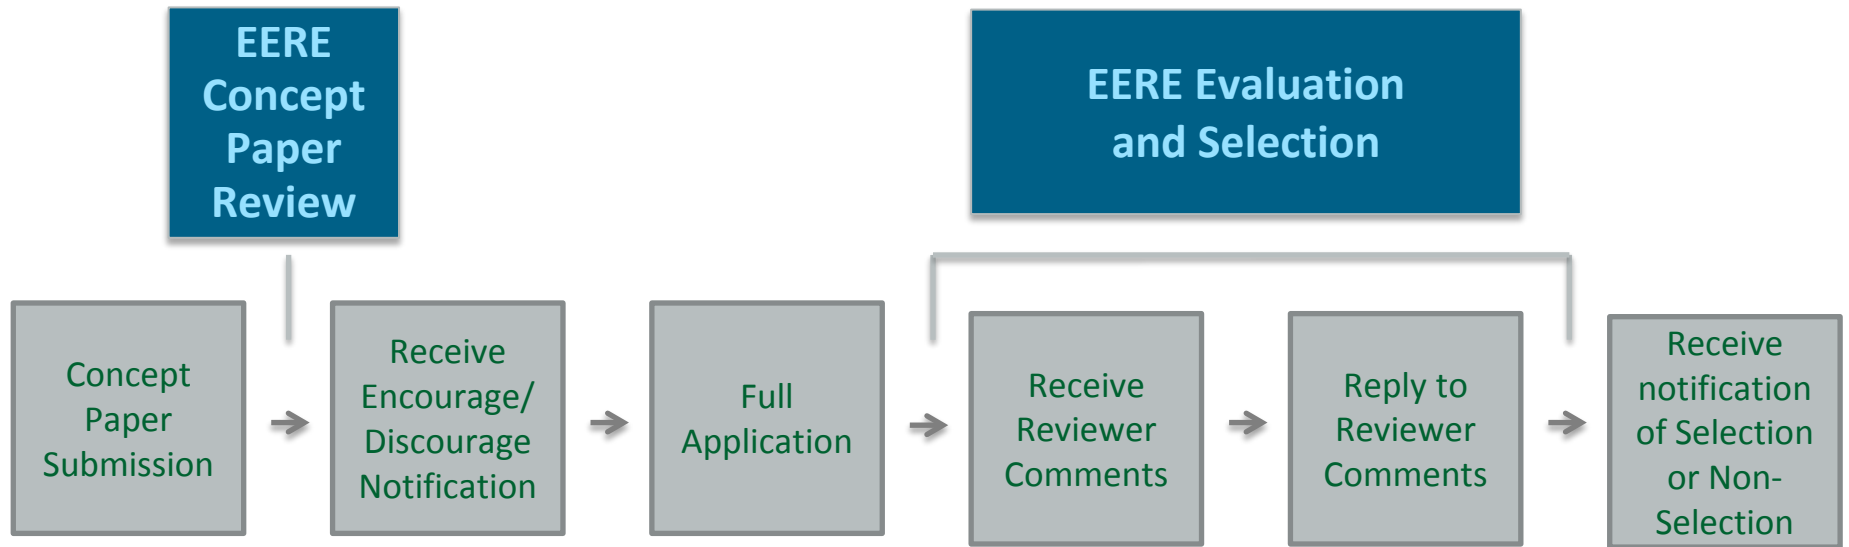 EERE
Concept
Paper
Review
EERE Evaluation
and Selection
Concept
Paper
Submission
Receive
Encourage/
Discourage
Notification
Full
Application
Receive
Reviewer
Comments
Reply to
Reviewer
Comments
Receive
notification
of Selection
or Non-
Selection